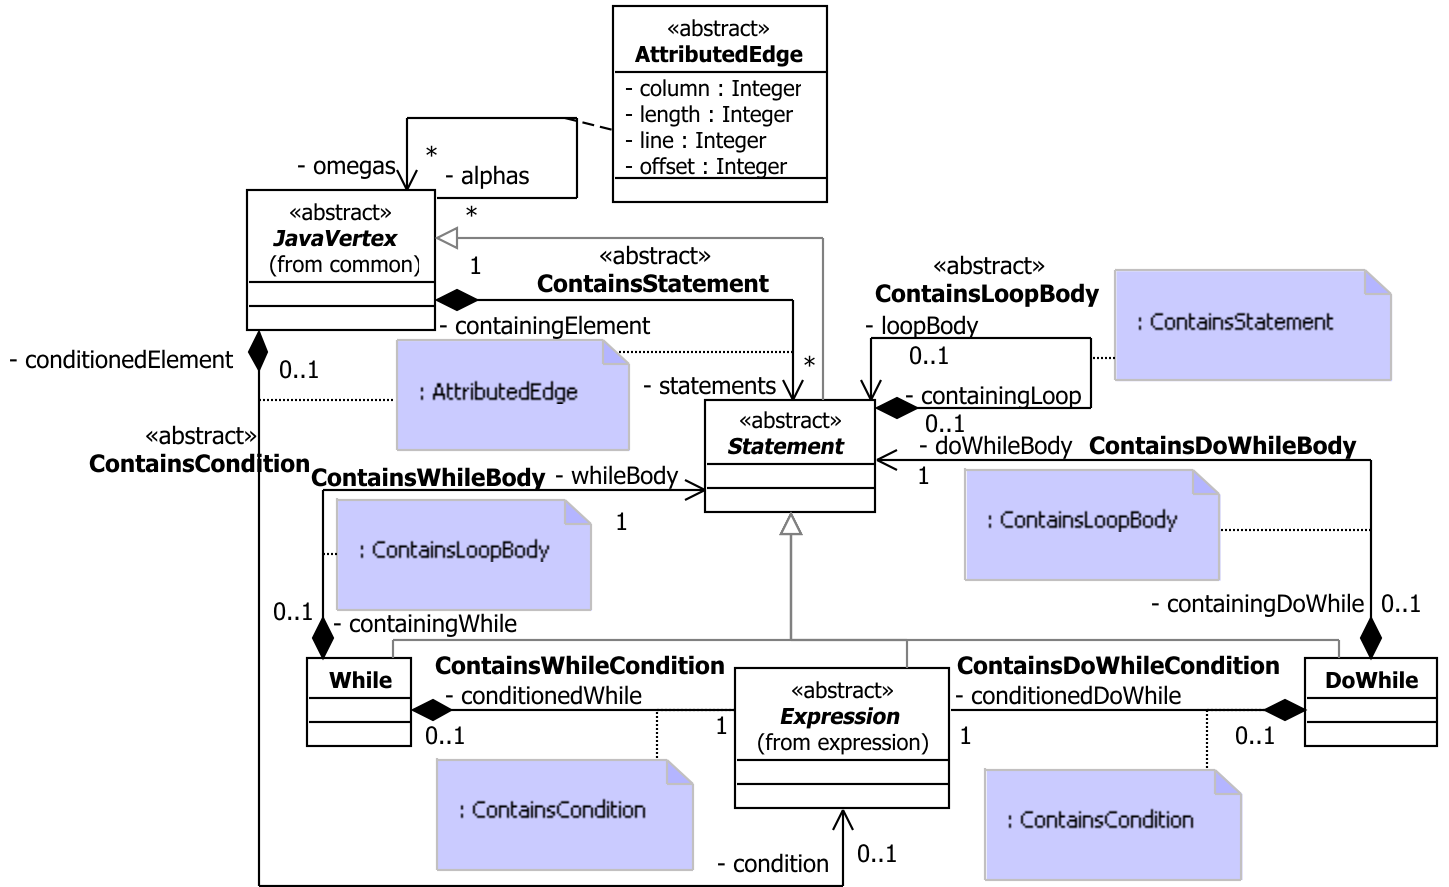 «abstract»
AttributedEdge
- column : Integer
- length : Integer
- line : Integer
- offset : Integer
- omegas
*
- alphas
*
«abstract»
JavaVertex
(from common)
1
«abstract»
ContainsStatement
- containingElement
*
- statements
«abstract»
ContainsLoopBody
- loopBody
0..1
: ContainsStatement
- containingLoop
0..1
- conditionedElement
0..1
: AttributedEdge
«abstract»
ContainsCondition
«abstract»
Statement
- doWhileBody
1
ContainsDoWhileBody
ContainsWhileBody
- whileBody
1
: ContainsLoopBody
: ContainsLoopBody
0..1
- containingWhile
- containingDoWhile
0..1
While
ContainsWhileCondition
- conditionedWhile
0..1
1
«abstract»
Expression
(from expression)
ContainsDoWhileCondition
- conditionedDoWhile
1
0..1
DoWhile
: ContainsCondition
: ContainsCondition
- condition
0..1